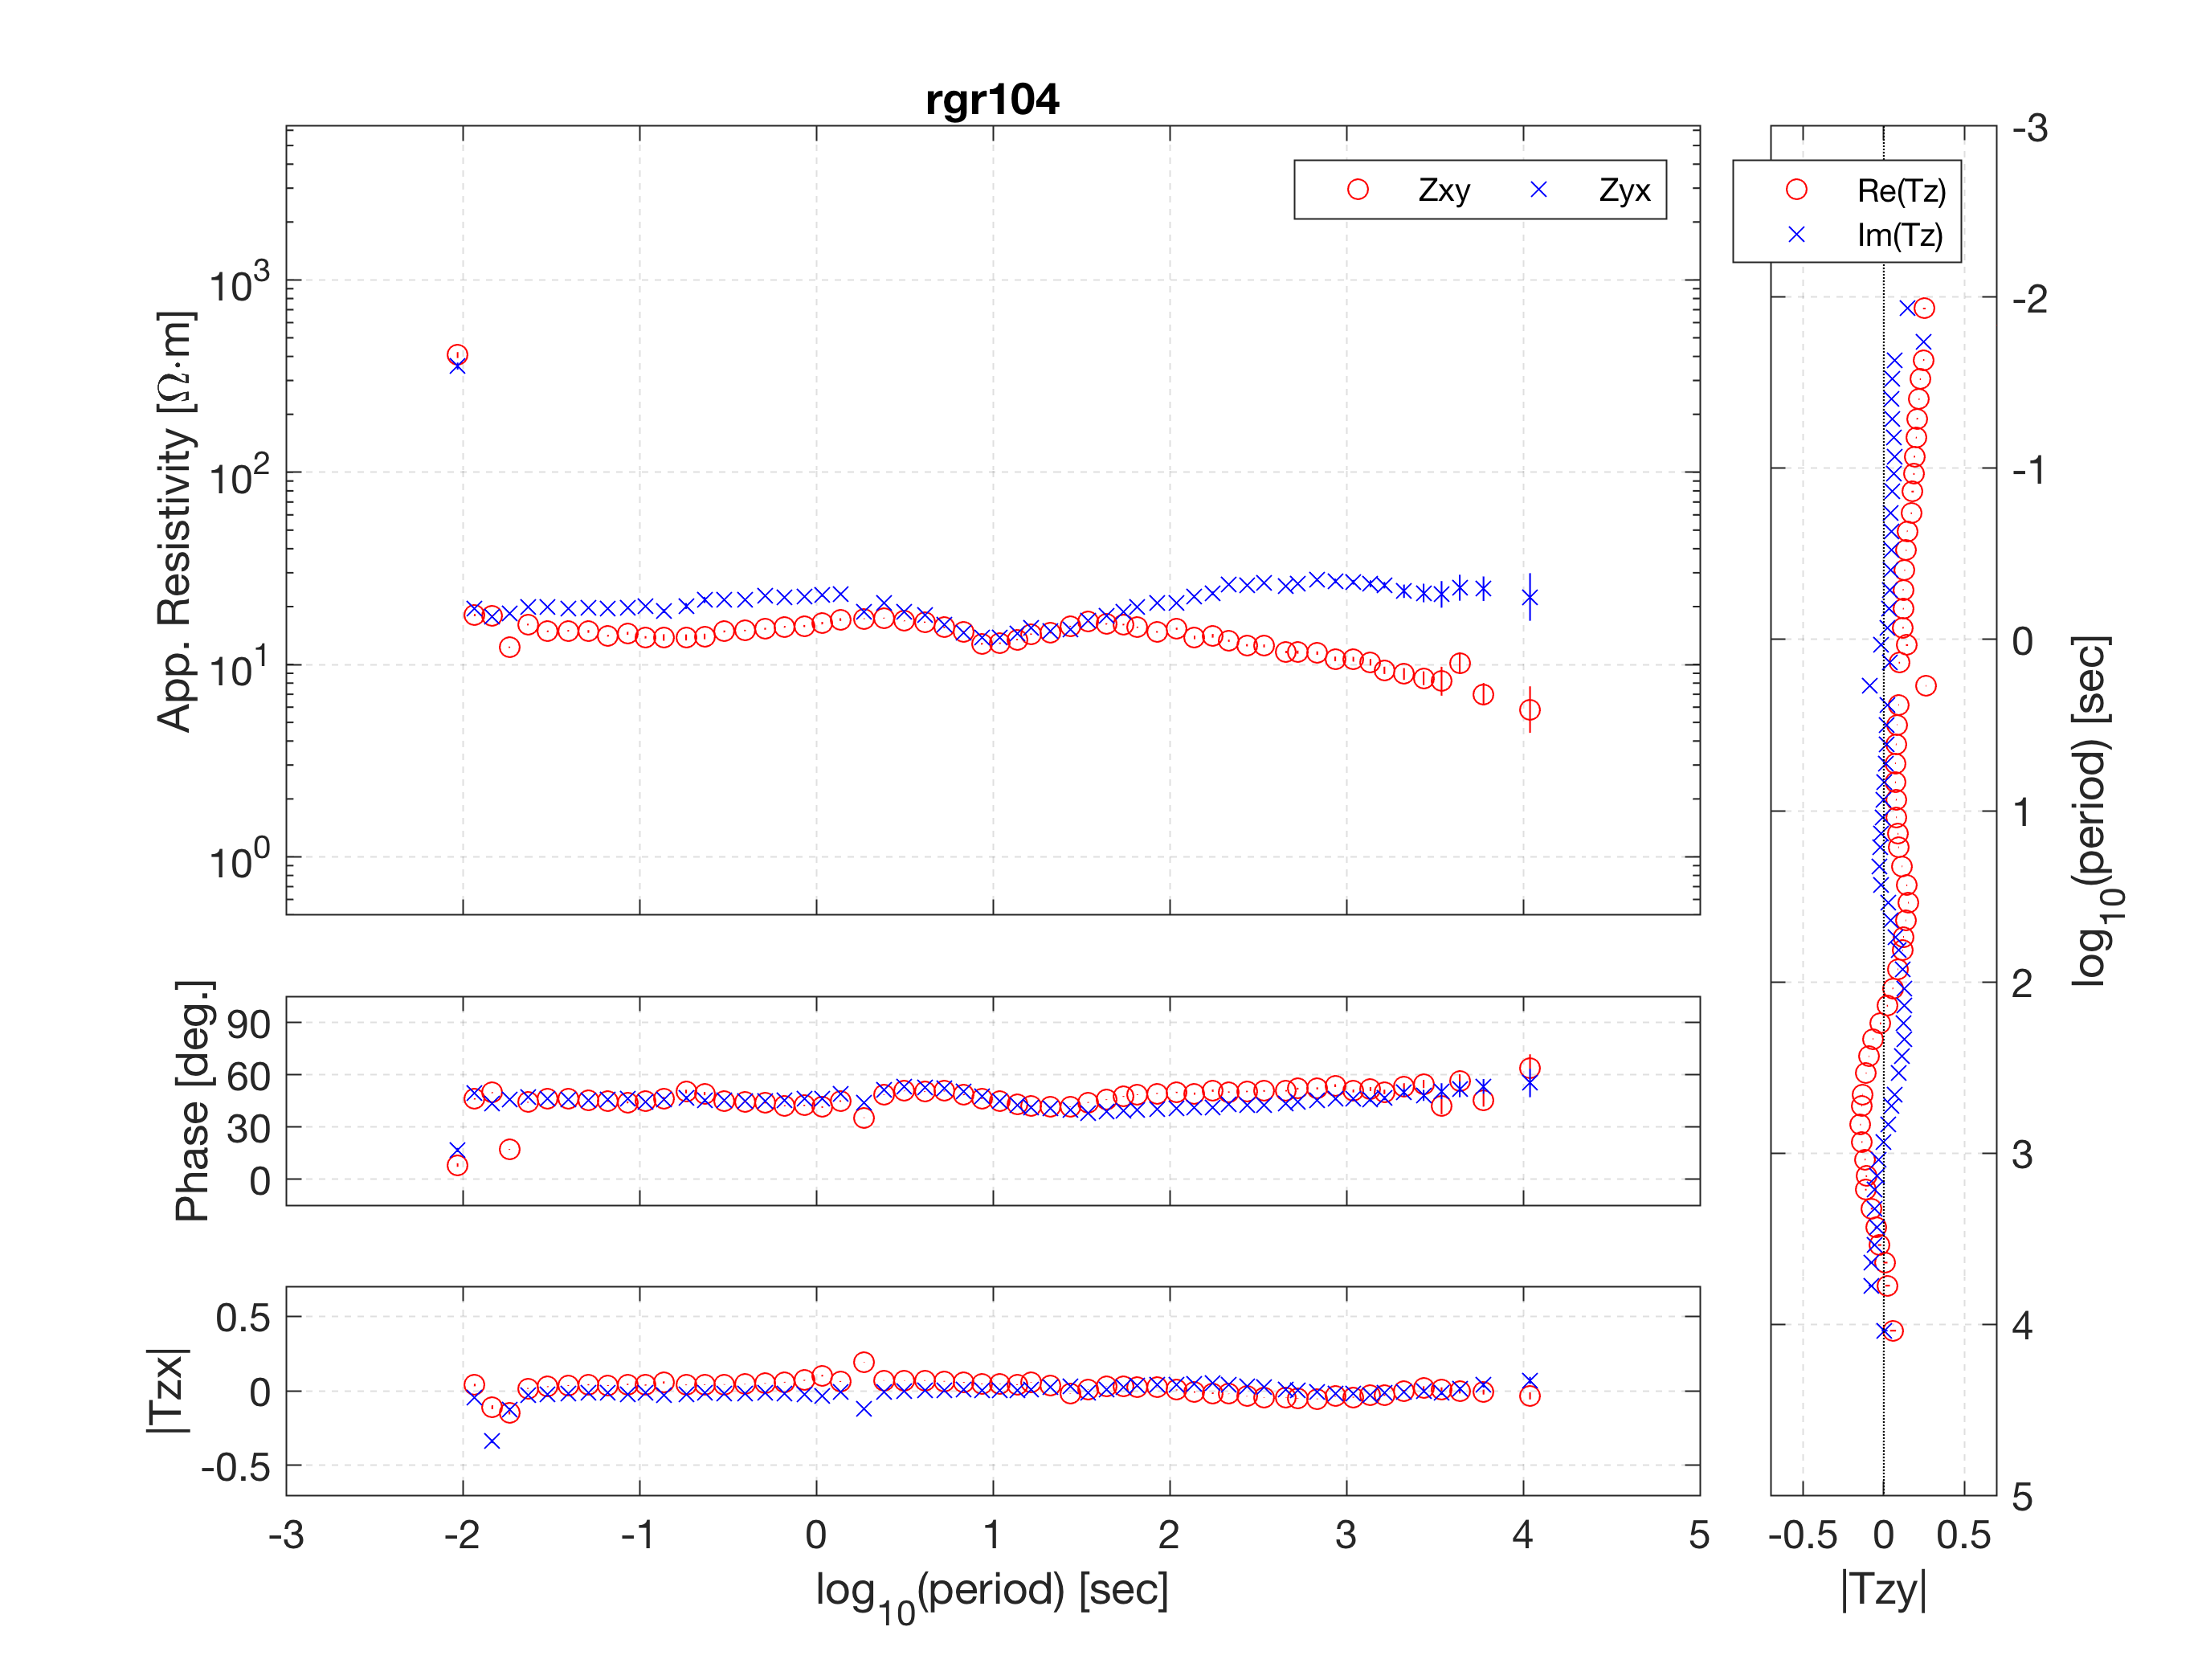 rgr104
App. Resistivity [Ω·m]
10^3
10^2
10^1
10^0
Zxy Zyx
Phase [deg.]
90
60
30
0
|Tzx|
0.5
0
-0.5
-3 -2 -1 0 1 2 3 4 5
log10(period) [sec]
Re(Tz)
Im(Tz)
-3
-2
-1
0
1
2
3
4
5
log10(period) [sec]
-0.5 0 0.5
|Tzy|